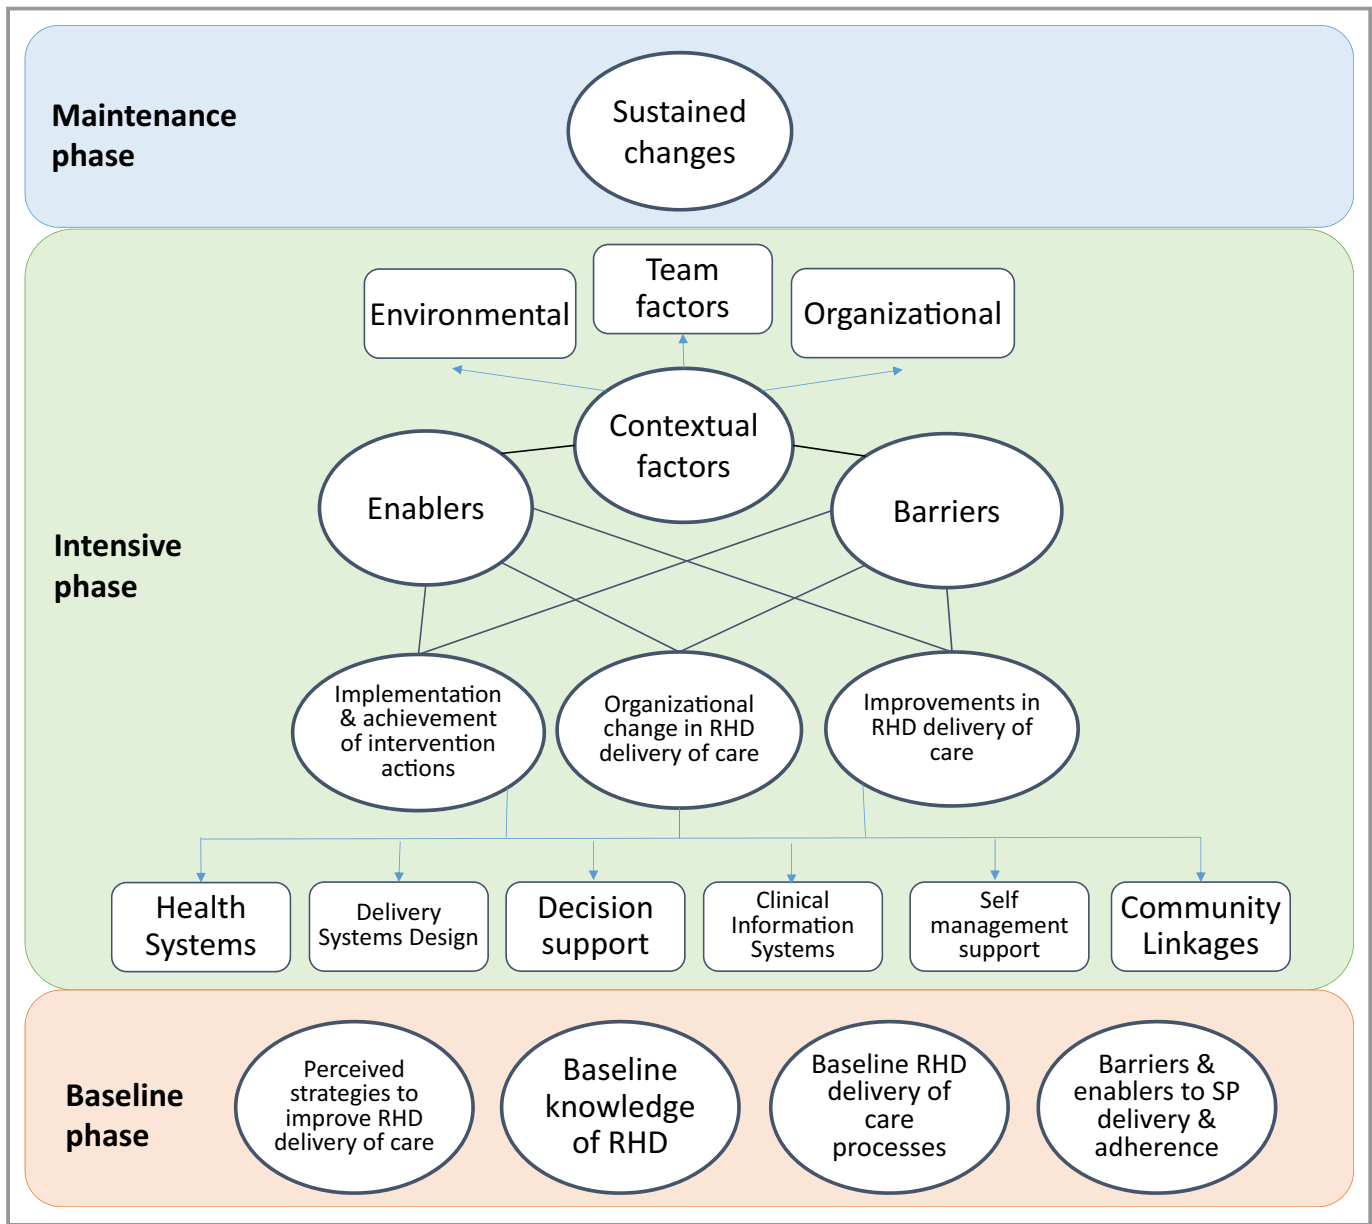 Maintenance
phase
Sustained
changes
Environmental
Team
factors
Organizational
Contextual
factors
Enablers
Barriers
Intensive
phase
Implementation
& achievement
of intervention
actions
Organizational
change in RHD
delivery of care
Improvements in
RHD delivery of
care
Health
Systems
Delivery
Systems Design
Decision
support
Clinical
Information
Systems
Self
management
support
Community
Linkages
Baseline
phase
Perceived
strategies to
improve RHD
delivery of care
Baseline
knowledge
of RHD
Baseline RHD
delivery of
care
processes
Barriers &
enablers to SP
delivery &
adherence